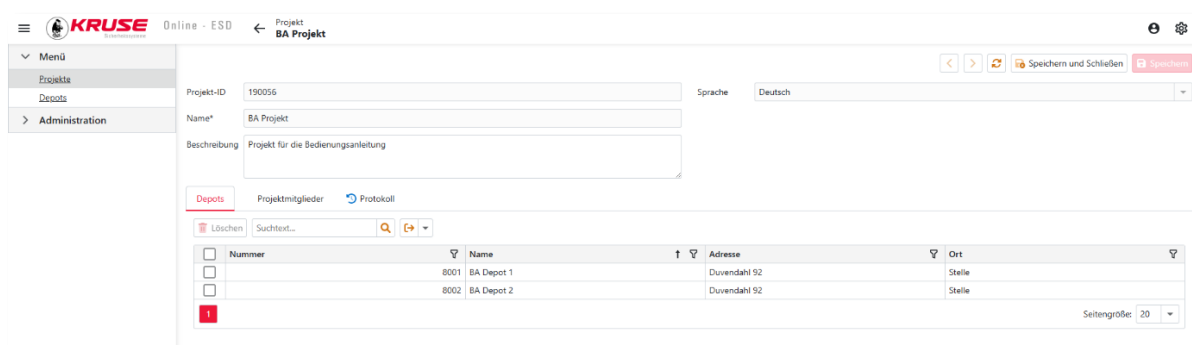 KRUSE Online - ESD Projekt
BA Projekt
Menü
Projekte
Depots
Administration
Speichern und Schließen Speichern
Projekt-ID 190056 Sprache Deutsch
Name* BA Projekt
Beschreibung Projekt für die Bedienungsanleitung
Depots Projektmitglieder Protokoll
Löschen Suchtext...
Nummer Name Adresse Ort
8001 BA Depot 1 Duvendahl 92 Stelle
8002 BA Depot 2 Duvendahl 92 Stelle
1 Seitengröße: 20